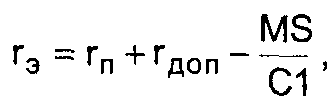 rэ = rп + rдоп − MS/C1 ,